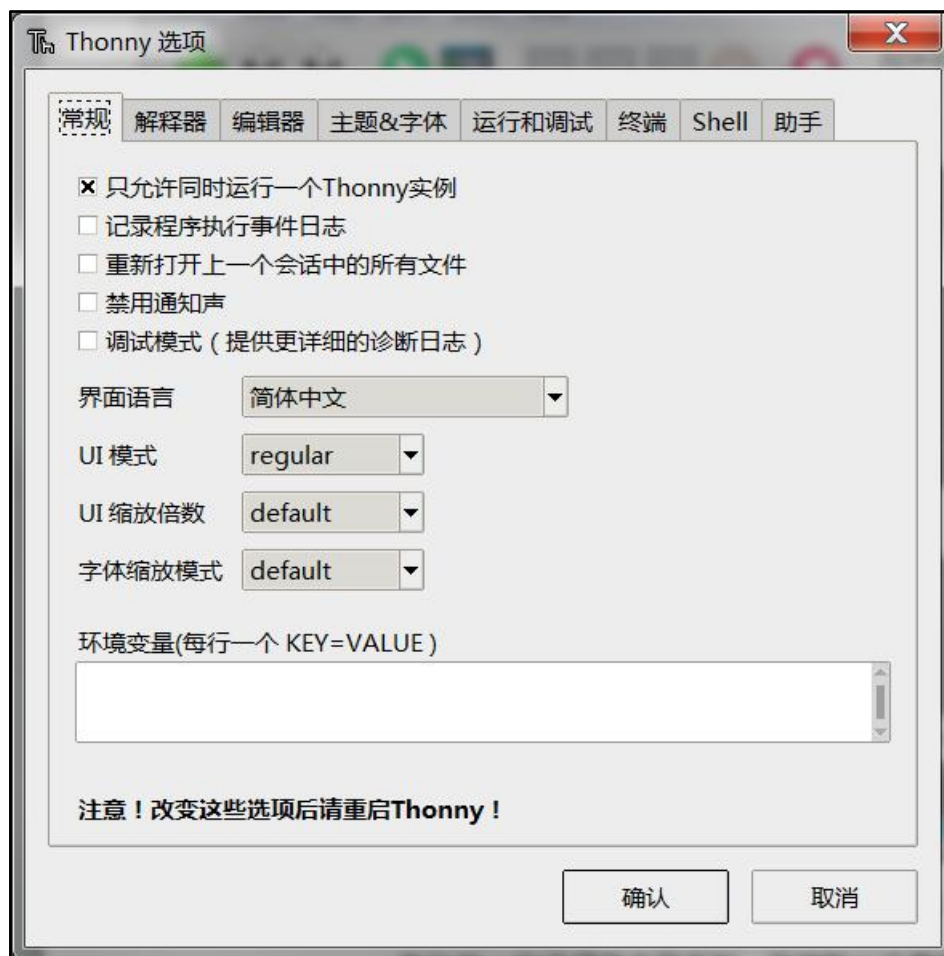 Thonny 选项
常规 解释器 编辑器 主题&字体 运行和调试 终端 Shell 助手
只允许同时运行一个Thonny实例
记录程序执行事件日志
重新打开上一个会话中的所有文件
禁用通知声
调试模式（提供更详细的诊断日志）
界面语言 简体中文
UI 模式 regular
UI 缩放倍数 default
字体缩放模式 default
环境变量(每行一个 KEY=VALUE）
注意！改变这些选项后请重启Thonny！
确认 取消